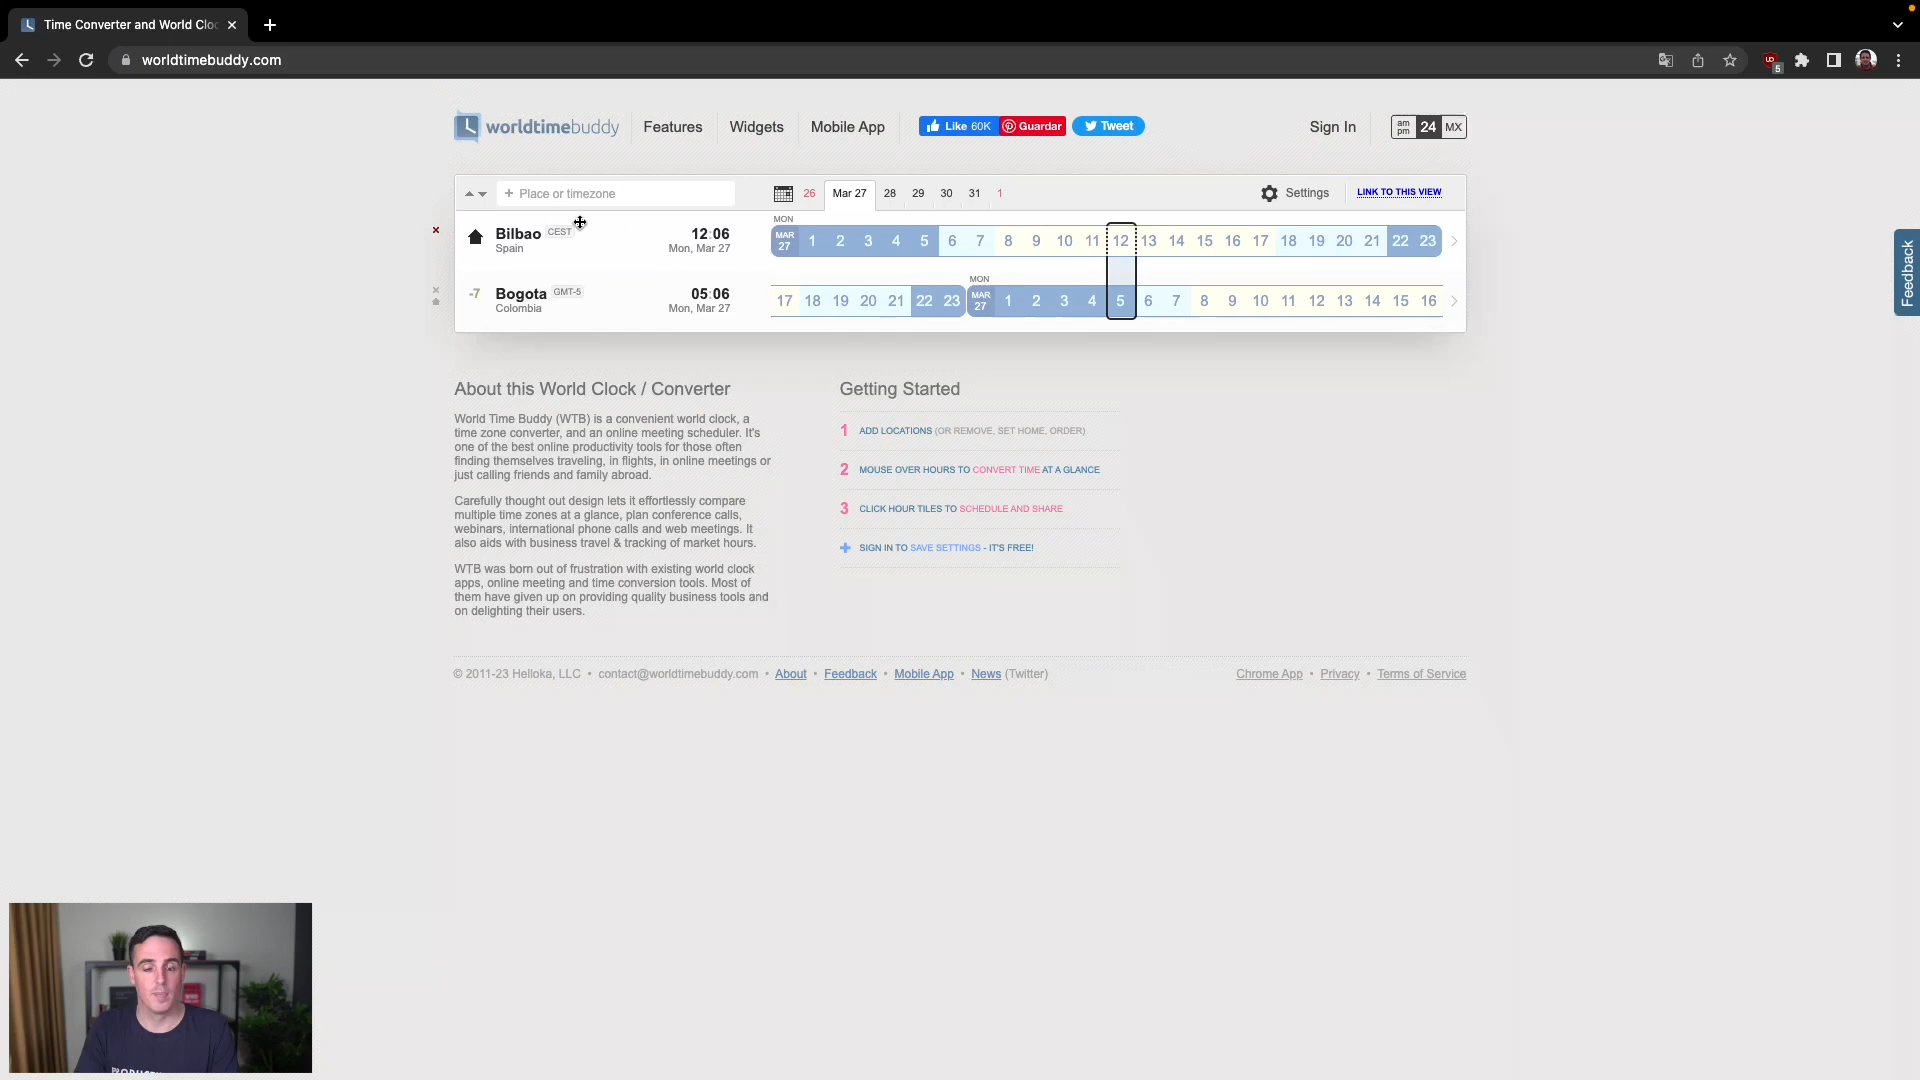 Time Converter and World Clo
worldtimebuddy.com
5
worldtimebuddy
Features
Widgets
Mobile App
Like 60K
Guardar
Tweet
Sign In
am pm
24
MX
+ Place or timezone
26 Mar 27 28 29 30 31 1
Settings
LINK TO THIS VIEW
Bilbao CEST
Spain
12:06
Mon, Mar 27
MON
MAR 27 1 2 3 4 5 6 7 8 9 10 11 12 13 14 15 16 17 18 19 20 21 22 23
-7
Bogota GMT-5
Colombia
05:06
Mon, Mar 27
MON
17 18 19 20 21 22 23 MAR 27 1 2 3 4 5 6 7 8 9 10 11 12 13 14 15 16
Feedback
About this World Clock / Converter
World Time Buddy (WTB) is a convenient world clock, a
time zone converter, and an online meeting scheduler. It's
one of the best online productivity tools for those often
finding themselves traveling, in flights, in online meetings or
just calling friends and family abroad.
Carefully thought out design lets it effortlessly compare
multiple time zones at a glance, plan conference calls,
webinars, international phone calls and web meetings. It
also aids with business travel & tracking of market hours.
WTB was born out of frustration with existing world clock
apps, online meeting and time conversion tools. Most of
them have given up on providing quality business tools and
on delighting their users.
Getting Started
1 ADD LOCATIONS (OR REMOVE, SET HOME, ORDER)
2 MOUSE OVER HOURS TO CONVERT TIME AT A GLANCE
3 CLICK HOUR TILES TO SCHEDULE AND SHARE
+ SIGN IN TO SAVE SETTINGS - IT'S FREE!
© 2011-23 Helloka, LLC • contact@worldtimebuddy.com • About • Feedback • Mobile App • News (Twitter)
Chrome App • Privacy • Terms of Service